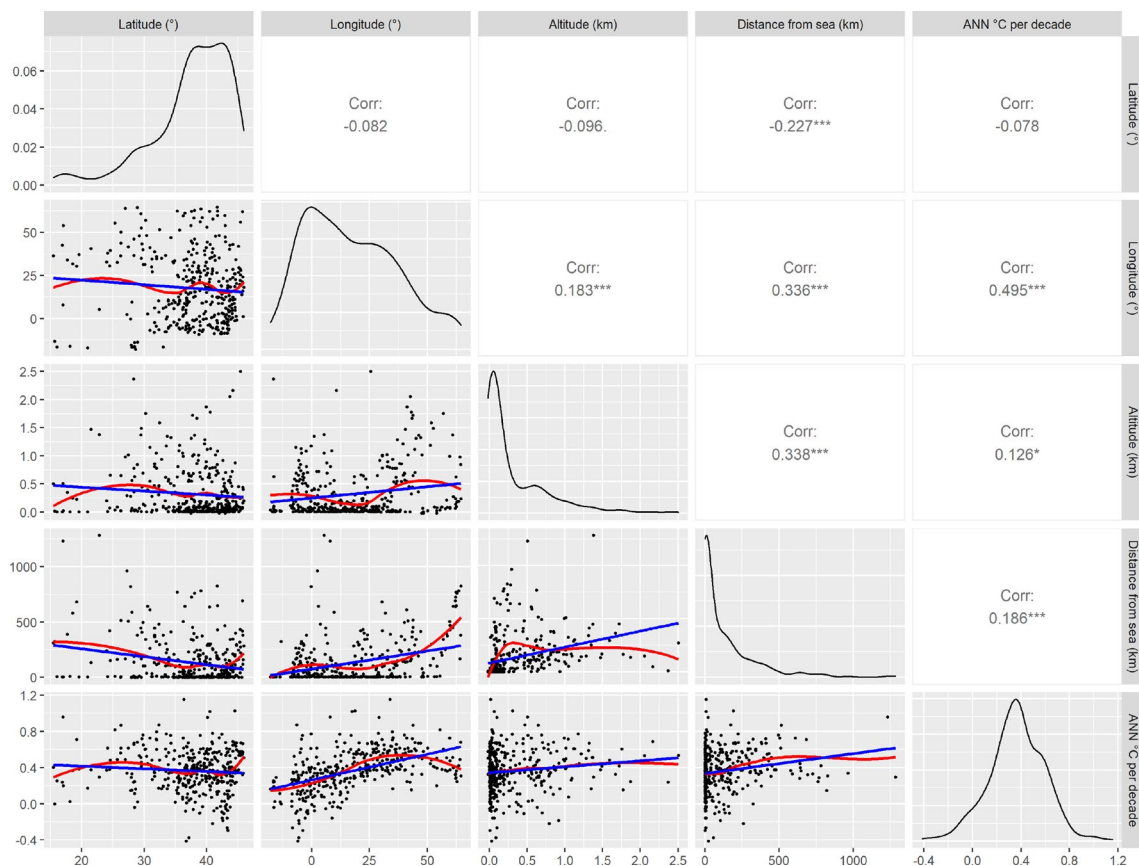 Latitude (°) Longitude (°) Altitude (km) Distance from sea (km) ANN °C per decade
0.06
0.04
0.02
0.00
Corr:
-0.082
Corr:
-0.096.
Corr:
-0.227***
Corr:
-0.078
Latitude (°)
50
25
0
Corr:
0.183***
Corr:
0.336***
Corr:
0.495***
Longitude (°)
2.5
2.0
1.5
1.0
0.5
0.0
Corr:
0.338***
Corr:
0.126*
Altitude (km)
1000
500
0
Corr:
0.186***
Distance from sea (km)
1.2
0.8
0.4
0.0
-0.4
ANN °C per decade
20 30 40 0 25 50 0.0 0.5 1.0 1.5 2.0 2.5 0 500 1000 -0.4 0.0 0.4 0.8 1.2